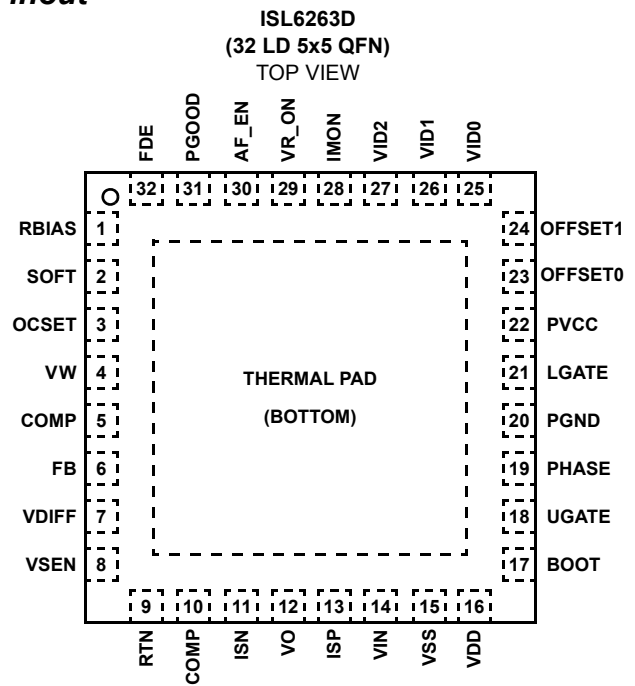 ISL6263D
(32 LD 5x5 QFN)
TOP VIEW
FDE
PGOOD
AF_EN
VR_ON
IMON
VID2
VID1
VID0
32 31 30 29 28 27 26 25
RBIAS 1
SOFT 2
OCSET 3
VW 4
COMP 5
FB 6
VDIFF 7
VSEN 8
THERMAL PAD
(BOTTOM)
24 OFFSET1
23 OFFSET0
22 PVCC
21 LGATE
20 PGND
19 PHASE
18 UGATE
17 BOOT
9 10 11 12 13 14 15 16
RTN
COMP
ISN
VO
ISP
VIN
VSS
VDD